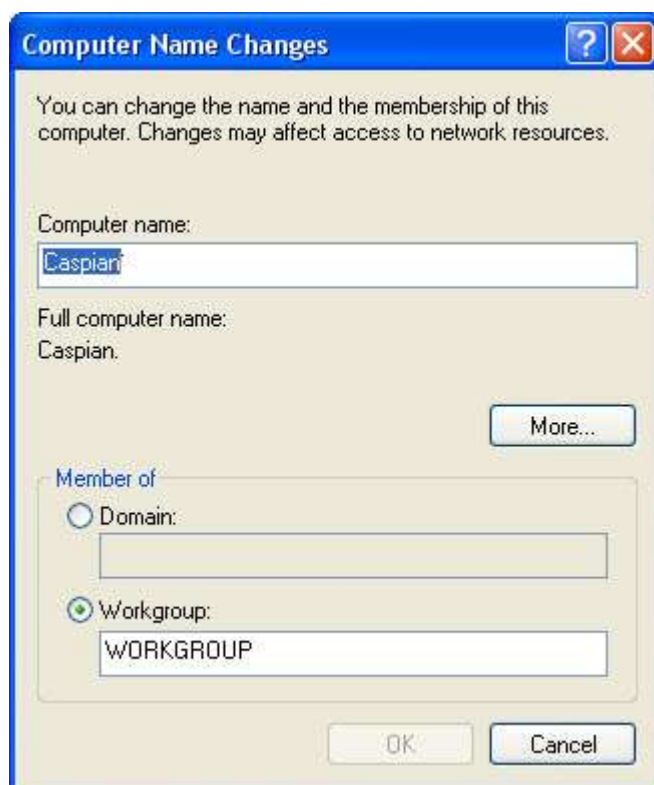 Computer Name Changes
You can change the name and the membership of this
computer. Changes may affect access to network resources.
Computer name:
Caspian
Full computer name:
Caspian.
More...
Member of
Domain:
Workgroup:
WORKGROUP
OK
Cancel